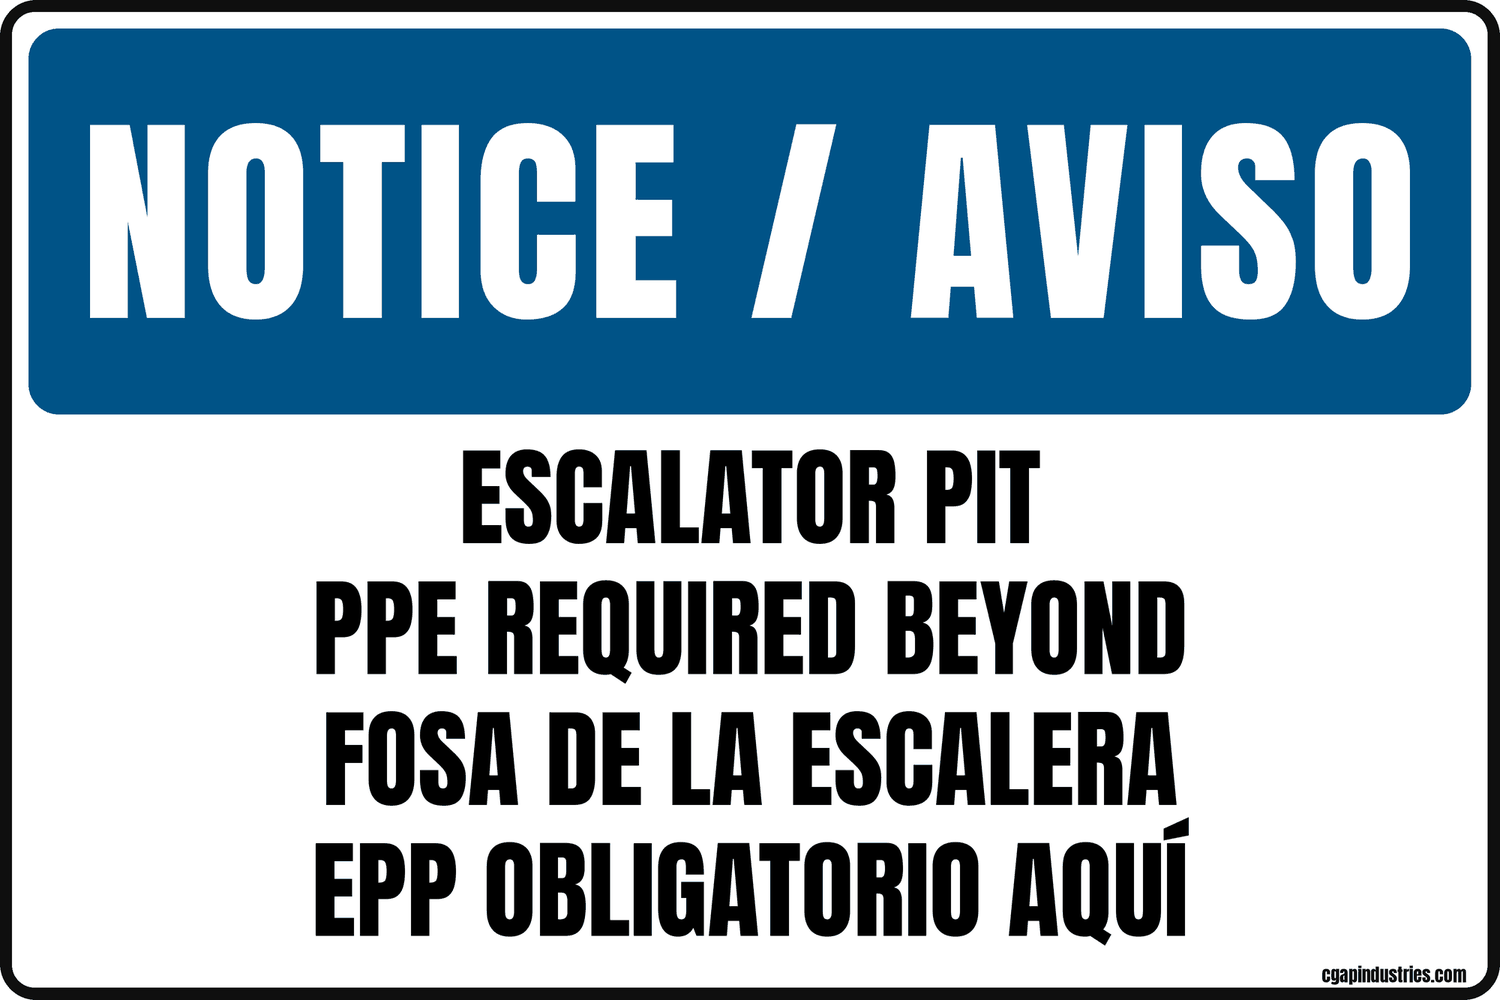 NOTICE / AVISO
ESCALATOR PIT
PPE REQUIRED BEYOND
FOSA DE LA ESCALERA
EPP OBLIGATORIO AQUÍ
cgapindustries.com